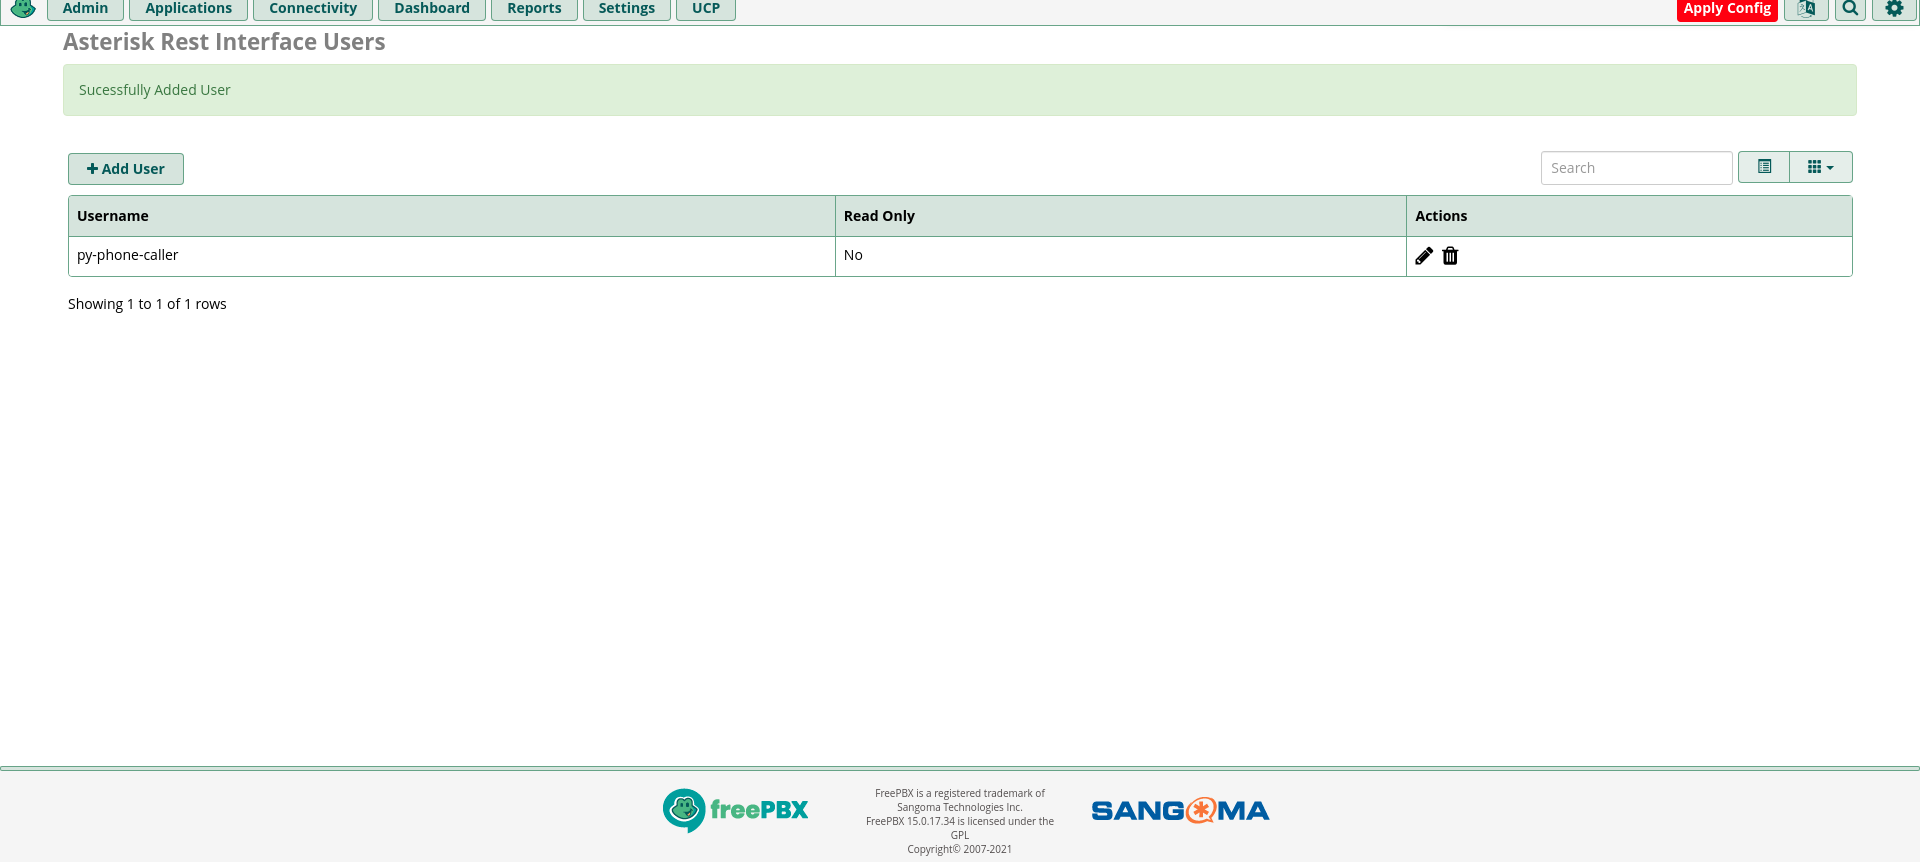 Admin Applications Connectivity Dashboard Reports Settings UCP Apply Config
Asterisk Rest Interface Users
Sucessfully Added User
Add User Search
Username Read Only Actions
py-phone-caller No
Showing 1 to 1 of 1 rows
freePBX
FreePBX is a registered trademark of
Sangoma Technologies Inc.
FreePBX 15.0.17.34 is licensed under the
GPL
Copyright© 2007-2021
SANGOMA